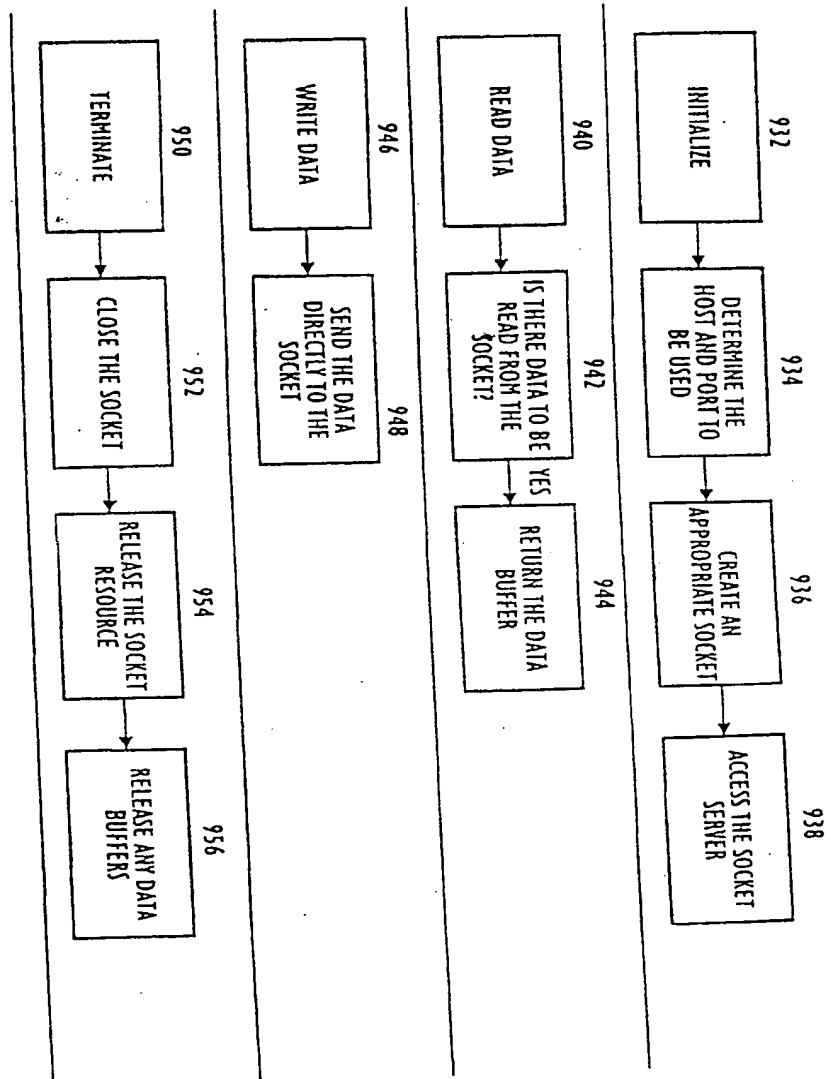 932
INITIALIZE
934
DETERMINE THE
HOST AND PORT TO
BE USED
936
CREATE AN
APPROPRIATE SOCKET
938
ACCESS THE SOCKET
SERVER
940
READ DATA
942
IS THERE DATA TO BE
READ FROM THE
SOCKET?
YES
944
RETURN THE DATA
BUFFER
946
WRITE DATA
948
SEND THE DATA
DIRECTLY TO THE
SOCKET
950
TERMINATE
952
CLOSE THE SOCKET
954
RELEASE THE SOCKET
RESOURCE
956
RELEASE ANY DATA
BUFFERS